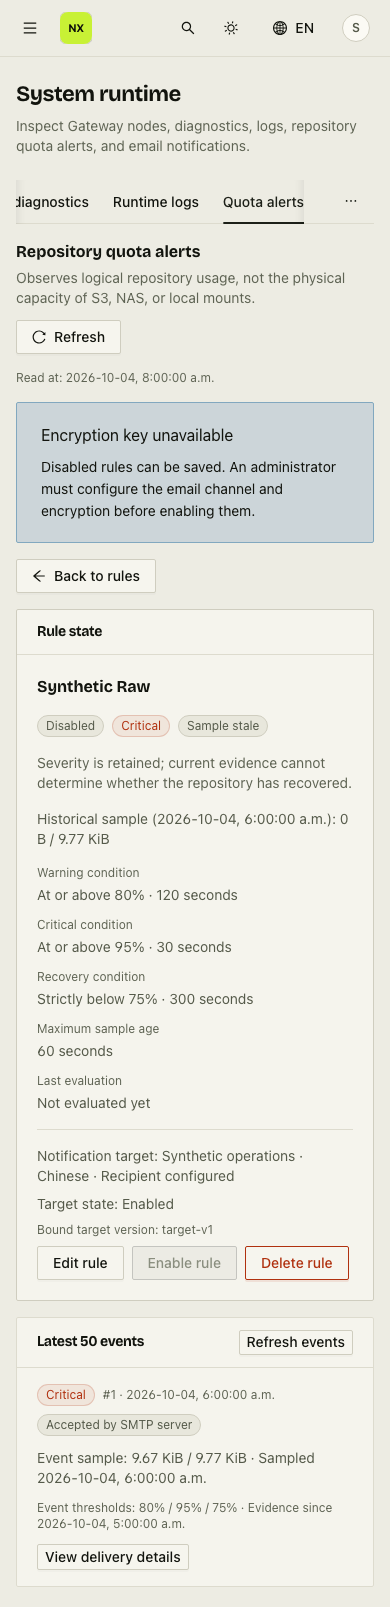 NX
EN
S
System runtime
Inspect Gateway nodes, diagnostics, logs, repository
quota alerts, and email notifications.
diagnostics
Runtime logs
Quota alerts
...
Repository quota alerts
Observes logical repository usage, not the physical
capacity of S3, NAS, or local mounts.
Refresh
Read at: 2026-10-04, 8:00:00 a.m.
Encryption key unavailable
Disabled rules can be saved. An administrator
must configure the email channel and
encryption before enabling them.
Back to rules
Rule state
Synthetic Raw
Disabled
Critical
Sample stale
Severity is retained; current evidence cannot
determine whether the repository has recovered.
Historical sample (2026-10-04, 6:00:00 a.m.): 0
B / 9.77 KiB
Warning condition
At or above 80% · 120 seconds
Critical condition
At or above 95% · 30 seconds
Recovery condition
Strictly below 75% · 300 seconds
Maximum sample age
60 seconds
Last evaluation
Not evaluated yet
Notification target: Synthetic operations ·
Chinese · Recipient configured
Target state: Enabled
Bound target version: target-v1
Edit rule
Enable rule
Delete rule
Latest 50 events
Refresh events
Critical
#1 · 2026-10-04, 6:00:00 a.m.
Accepted by SMTP server
Event sample: 9.67 KiB / 9.77 KiB · Sampled
2026-10-04, 6:00:00 a.m.
Event thresholds: 80% / 95% / 75% · Evidence since
2026-10-04, 5:00:00 a.m.
View delivery details